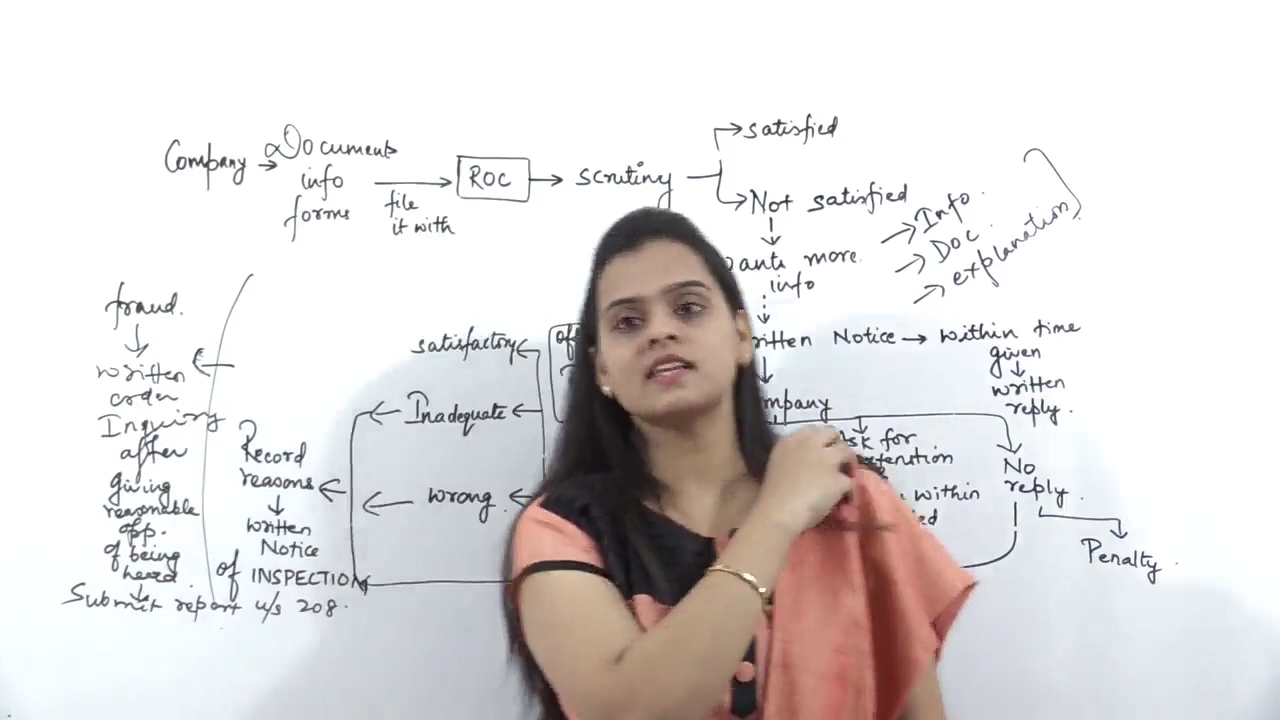 Company → Documents
info
forms
file
it with
ROC → scrutiny
→ satisfied
→ Not satisfied
more
info
→ Info
→ Doc
→ explanation
Notice → within time
given
written
reply.
No
reply.
Penalty
within
for
satisfactory
Inadequate
wrong
Record
reasons
written
Notice
of INSPECTION
fraud.
written
order
Inquiry
after
giving
reasonable
opp.
of being
heard
Submit report u/s 208.